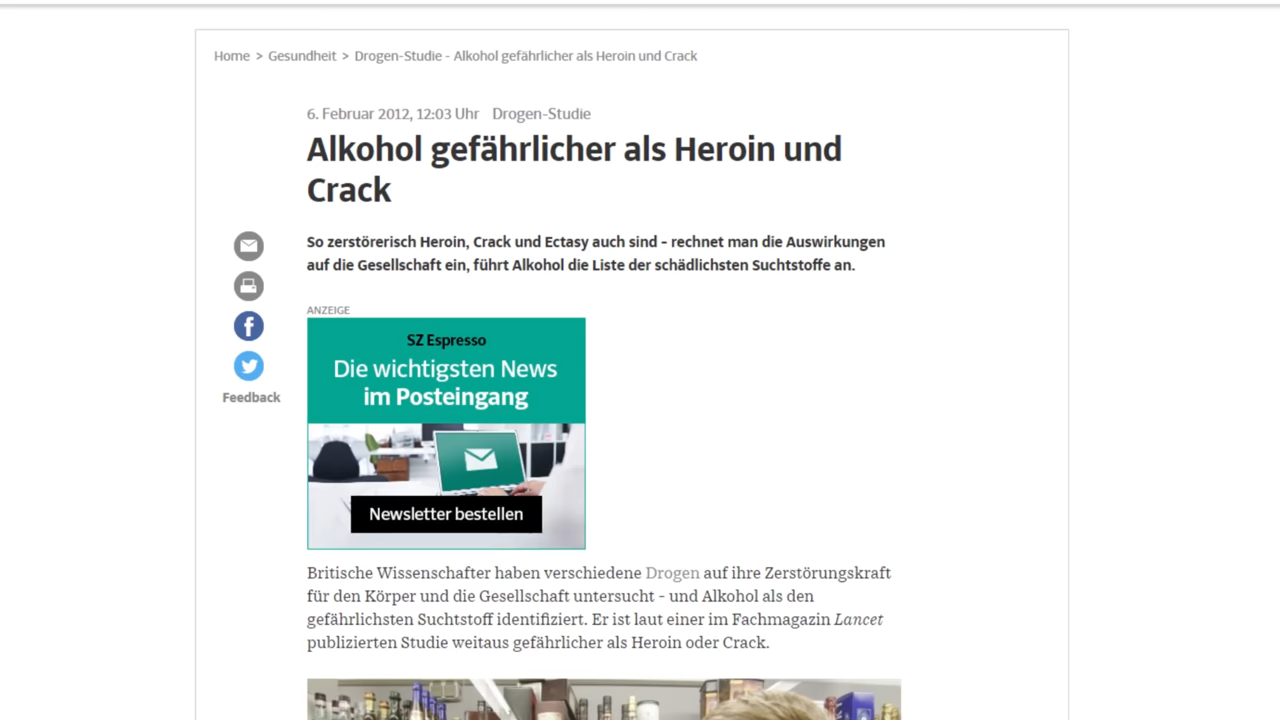 Home > Gesundheit > Drogen-Studie - Alkohol gefährlicher als Heroin und Crack
6. Februar 2012, 12:03 Uhr Drogen-Studie
Alkohol gefährlicher als Heroin und
Crack
So zerstörerisch Heroin, Crack und Ectasy auch sind - rechnet man die Auswirkungen
auf die Gesellschaft ein, führt Alkohol die Liste der schädlichsten Suchtstoffe an.
Feedback
ANZEIGE
SZ Espresso
Die wichtigsten News
im Posteingang
Newsletter bestellen
Britische Wissenschafter haben verschiedene Drogen auf ihre Zerstörungskraft
für den Körper und die Gesellschaft untersucht - und Alkohol als den
gefährlichsten Suchtstoff identifiziert. Er ist laut einer im Fachmagazin Lancet
publizierten Studie weitaus gefährlicher als Heroin oder Crack.